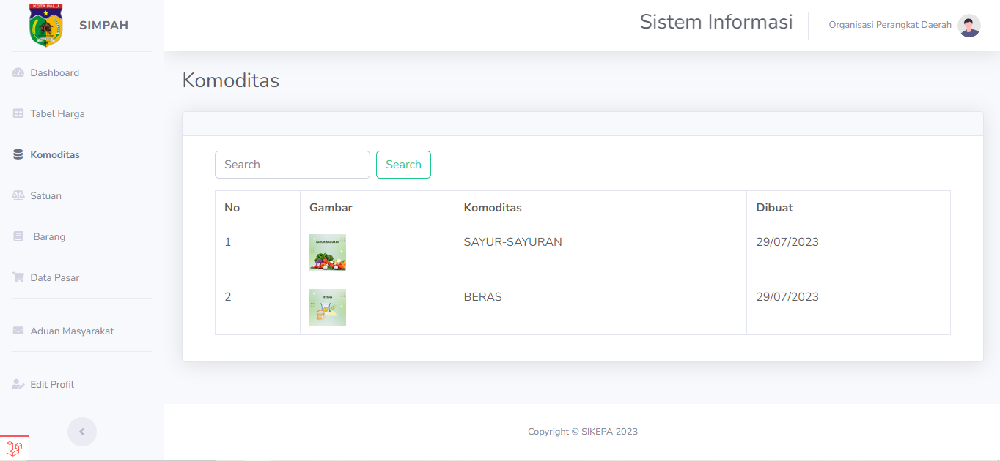 KOTA PALU
SIMPAH
Sistem Informasi
Organisasi Perangkat Daerah
Dashboard
Tabel Harga
Komoditas
Satuan
Barang
Data Pasar
Aduan Masyarakat
Edit Profil
Komoditas
Search Search
No Gambar Komoditas Dibuat
1 SAYUR SAYURAN SAYUR-SAYURAN 29/07/2023
2 BERAS BERAS 29/07/2023
Copyright © SIKEPA 2023